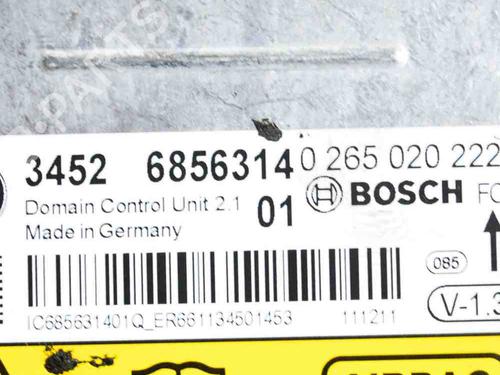 3452 6856314 0 265 020 222
Domain Control Unit 2.1 01 BOSCH
Made in Germany
085
V-1.3
IC685631401Q_ER661134501453 111211